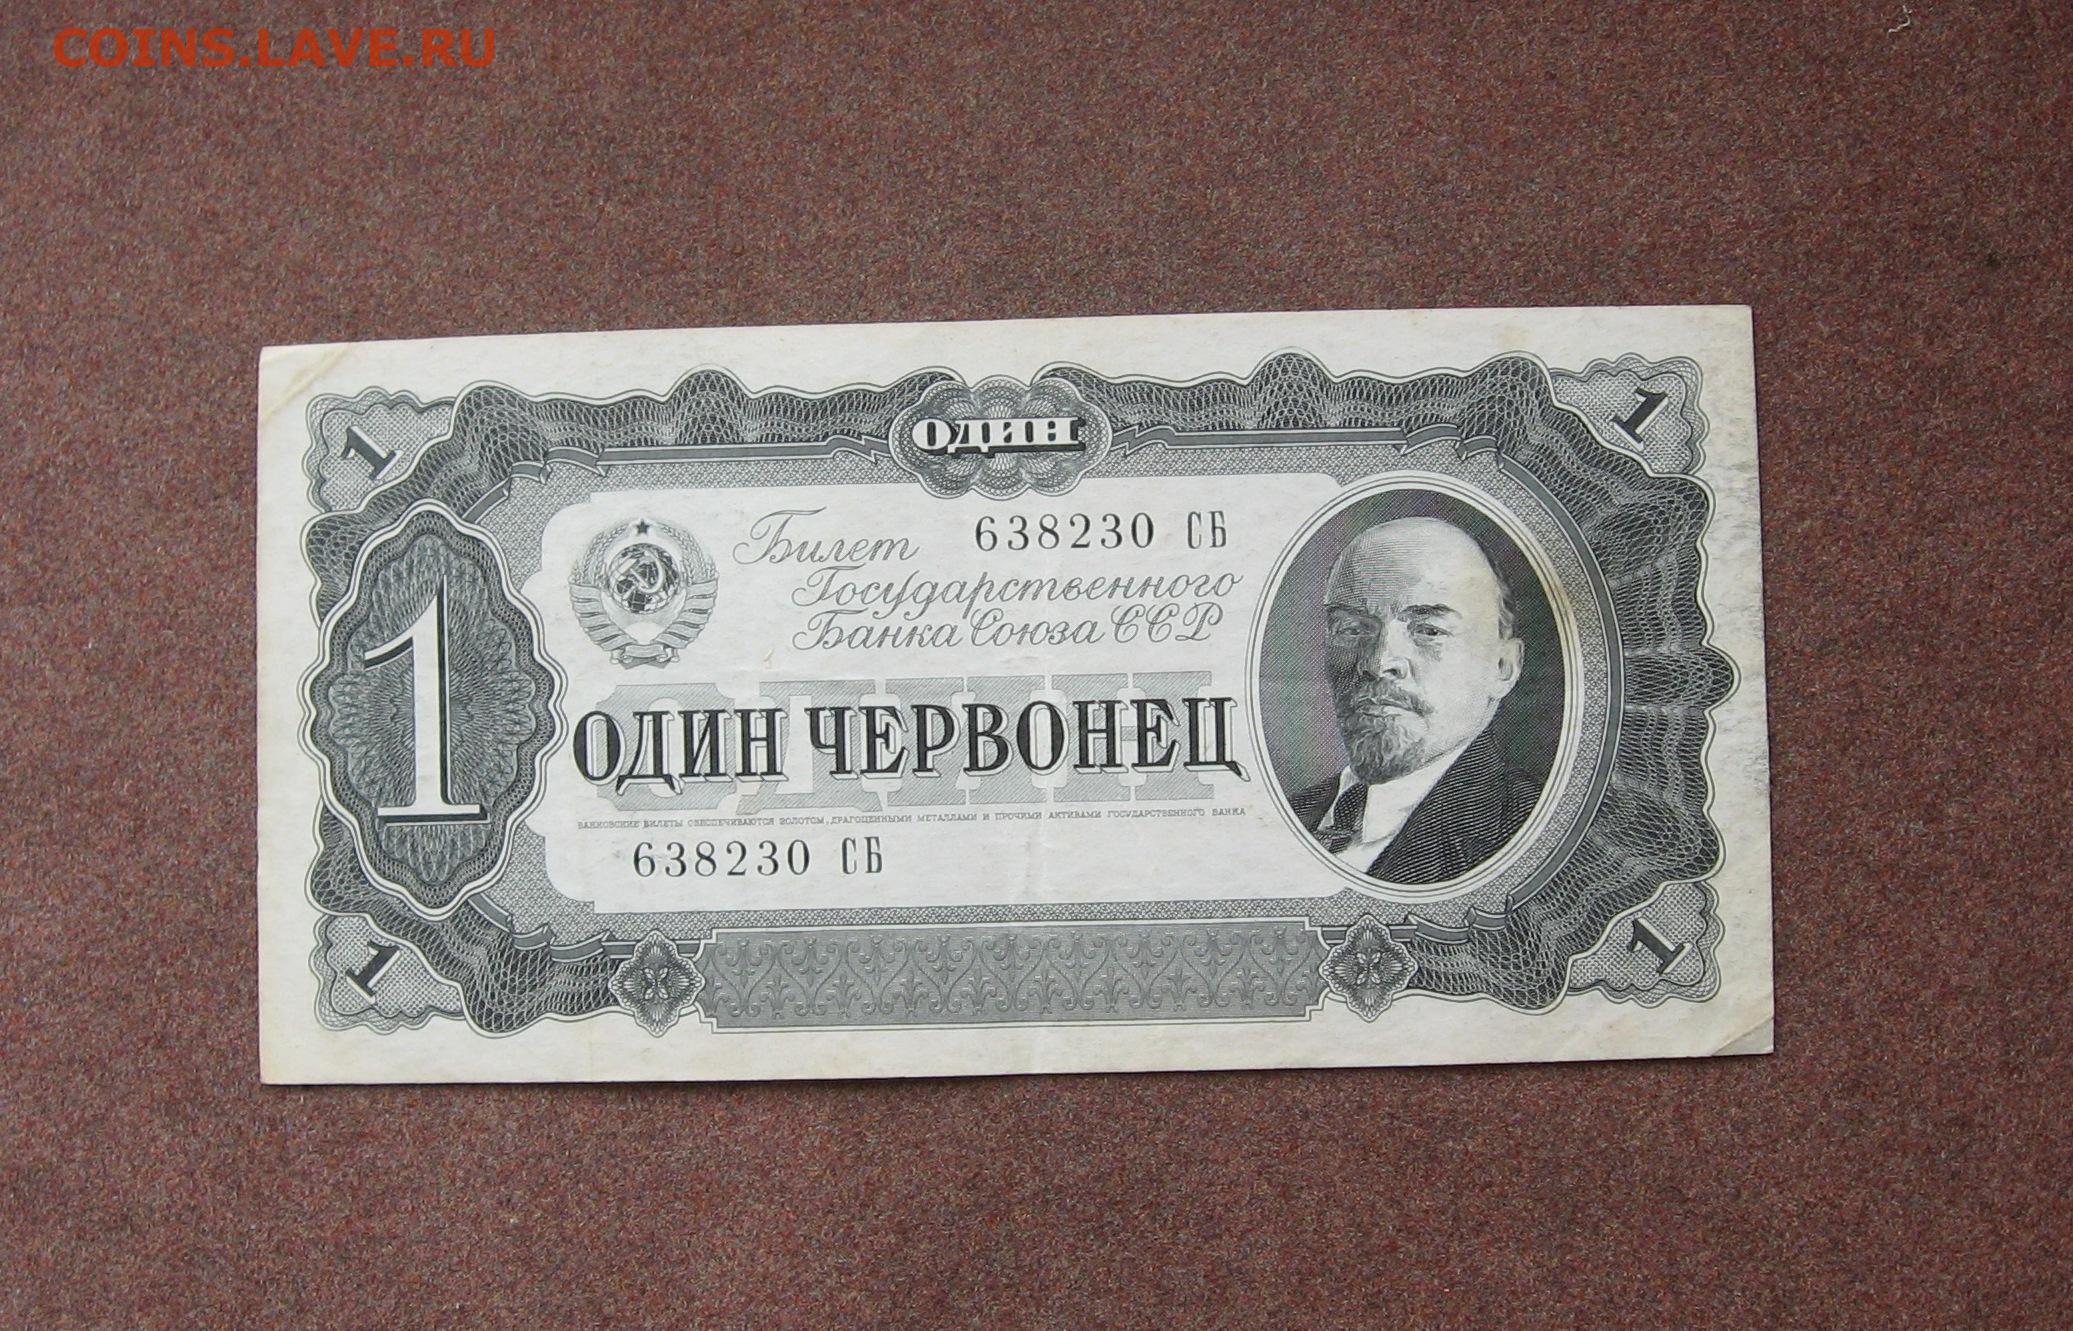 COINS.LAVE.RU
ОДИН
1
1
638230 СБ
Билет
Государственного
Банка Союза ССР
1
ОДИН
ОДИН ЧЕРВОНЕЦ
БАНКОВСКИЕ БИЛЕТЫ ОБЕСПЕЧИВАЮТСЯ ЗОЛОТОМ, ДРАГОЦЕННЫМИ МЕТАЛЛАМИ И ПРОЧИМИ АКТИВАМИ ГОСУДАРСТВЕННОГО БАНКА
638230 СБ
1
1